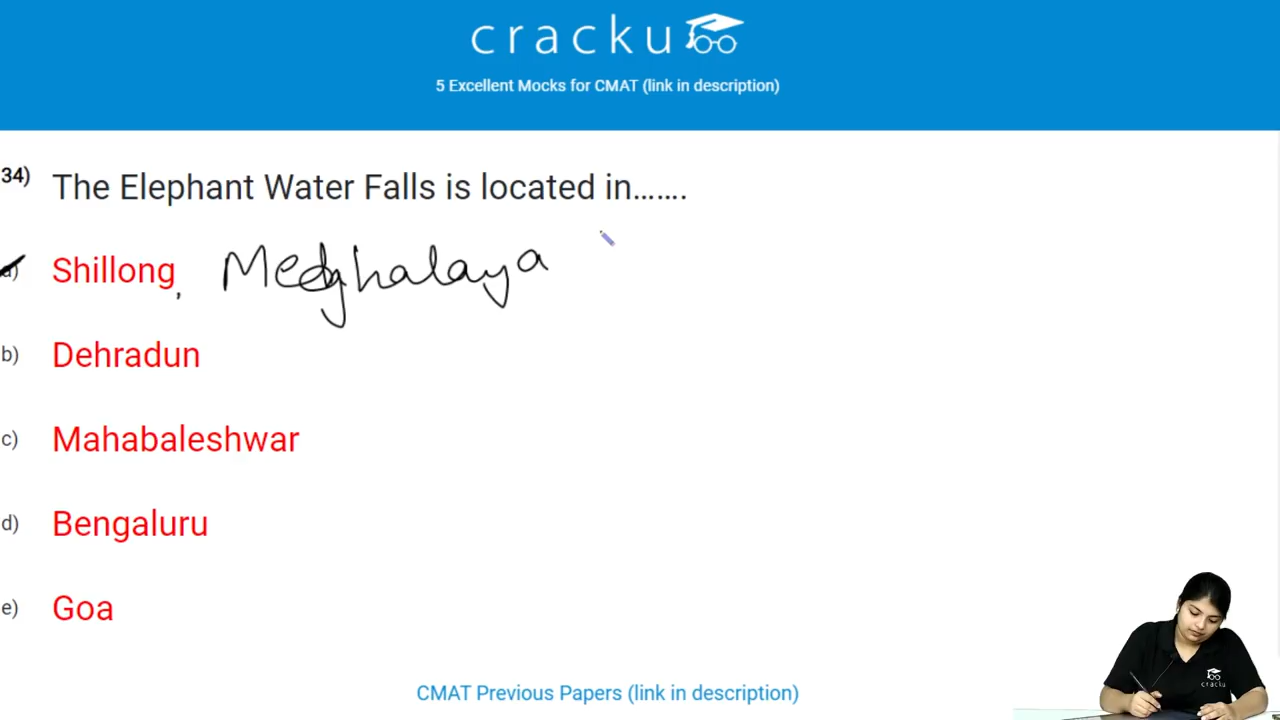 cracku
5 Excellent Mocks for CMAT (link in description)
34) The Elephant Water Falls is located in.......
a) Shillong, Meghalaya
b) Dehradun
c) Mahabaleshwar
d) Bengaluru
e) Goa
cracku
CMAT Previous Papers (link in description)